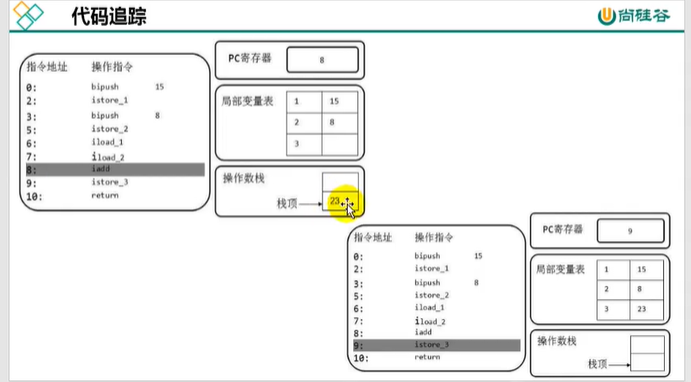 代码追踪
尚硅谷
指令地址 操作指令
0: bipush 15
2: istore_1
3: bipush 8
5: istore_2
6: iload_1
7: iload_2
8: iadd
9: istore_3
10: return
PC寄存器 8
局部变量表
1 15
2 8
3
操作数栈
栈顶 23
指令地址 操作指令
0: bipush 15
2: istore_1
3: bipush 8
5: istore_2
6: iload_1
7: iload_2
8: iadd
9: istore_3
10: return
PC寄存器 9
局部变量表
1 15
2 8
3 23
操作数栈
栈顶